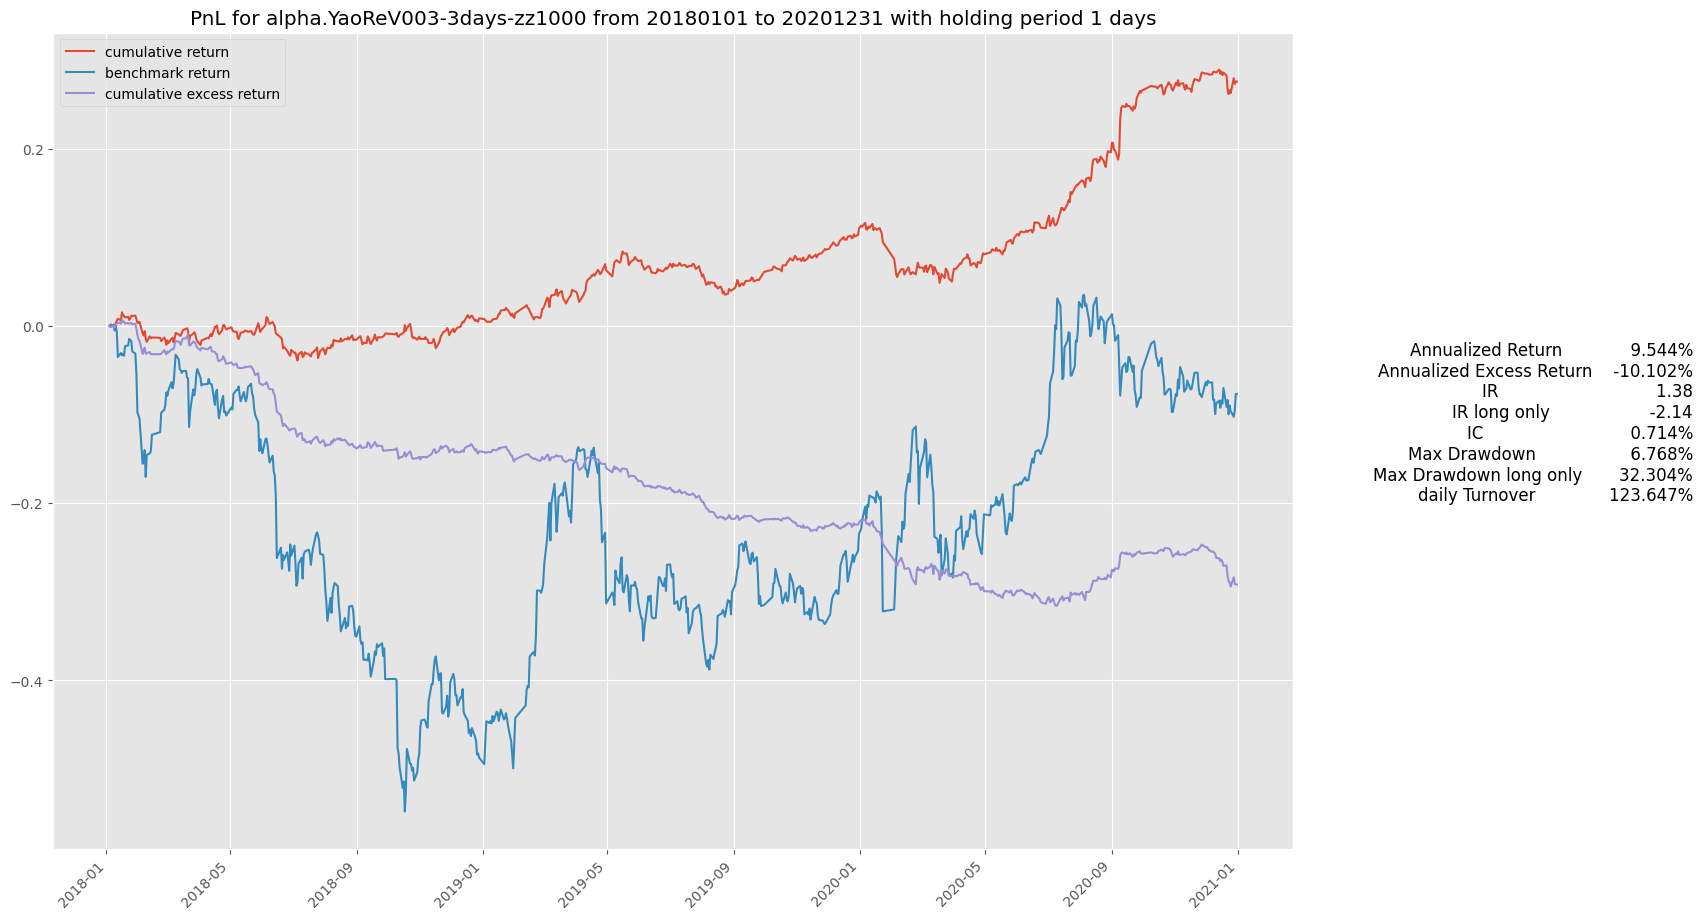 PnL for alpha.YaoReV003-3days-zz1000 from 20180101 to 20201231 with holding period 1 days
cumulative return
benchmark return
cumulative excess return
0.2
0.0
−0.2
−0.4
2018-01
2018-05
2018-09
2019-01
2019-05
2019-09
2020-01
2020-05
2020-09
2021-01
Annualized Return 9.544%
Annualized Excess Return -10.102%
IR 1.38
IR long only -2.14
IC 0.714%
Max Drawdown 6.768%
Max Drawdown long only 32.304%
daily Turnover 123.647%